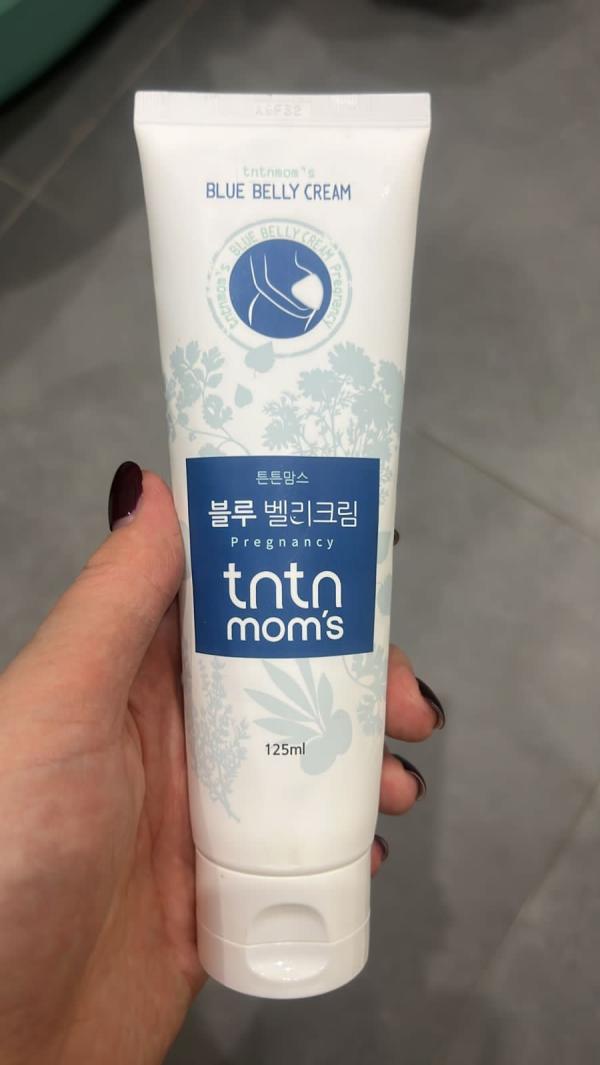 tntnmom's
BLUE BELLY CREAM
tntnmom's BLUE BELLY CREAM Pregnancy
튼튼맘스
블루 벨리크림
Pregnancy
tntn
mom's
125ml